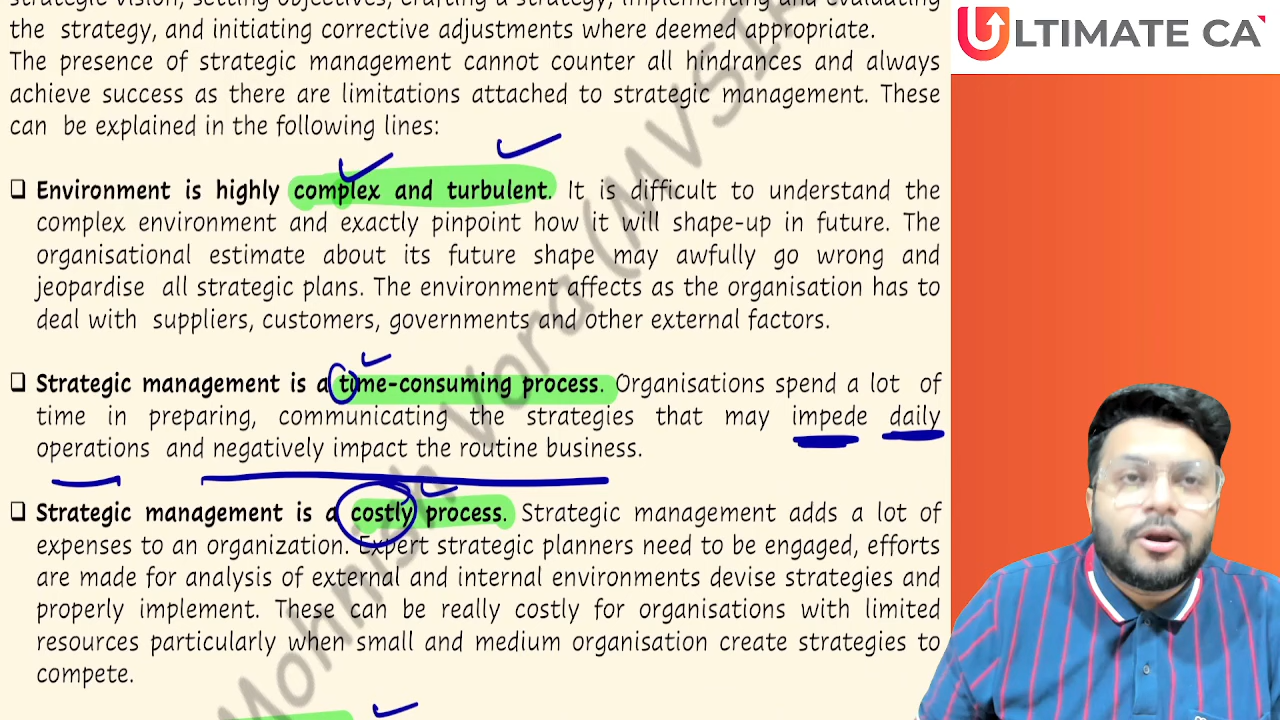 strategic vision, setting objectives, crafting a strategy, implementing and evaluating
the strategy, and initiating corrective adjustments where deemed appropriate.
The presence of strategic management cannot counter all hindrances and always
achieve success as there are limitations attached to strategic management. These
can be explained in the following lines:
❑ Environment is highly complex and turbulent. It is difficult to understand the
complex environment and exactly pinpoint how it will shape-up in future. The
organisational estimate about its future shape may awfully go wrong and
jeopardise all strategic plans. The environment affects as the organisation has to
deal with suppliers, customers, governments and other external factors.
❑ Strategic management is a time-consuming process. Organisations spend a lot of
time in preparing, communicating the strategies that may impede daily
operations and negatively impact the routine business.
❑ Strategic management is a costly process. Strategic management adds a lot of
expenses to an organization. Expert strategic planners need to be engaged, efforts
are made for analysis of external and internal environments devise strategies and
properly implement. These can be really costly for organisations with limited
resources particularly when small and medium organisation create strategies to
compete.
ULTIMATE CA
Mohnish Vora (MVSIR